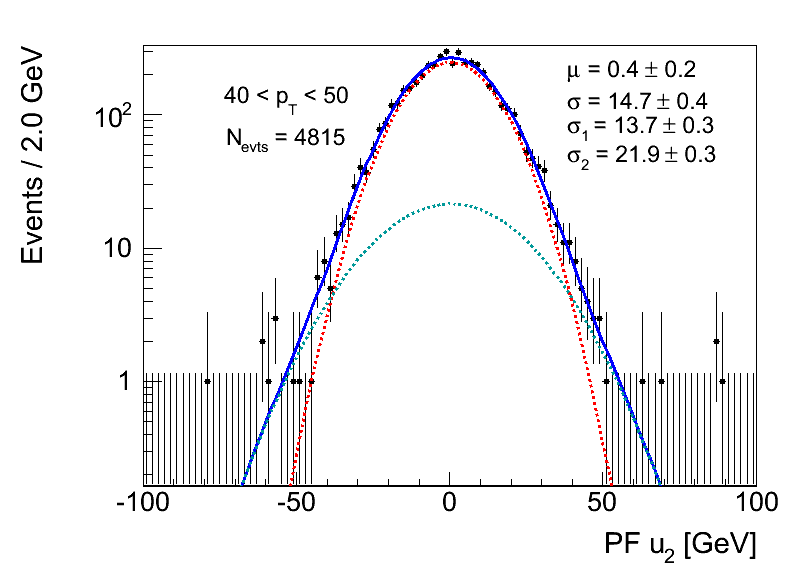 Events / 2.0 GeV
40 < p_T < 50
N_evts = 4815
μ = 0.4 ± 0.2
σ = 14.7 ± 0.4
σ_1 = 13.7 ± 0.3
σ_2 = 21.9 ± 0.3
10^2
10
1
-100 -50 0 50 100
PF u_2 [GeV]